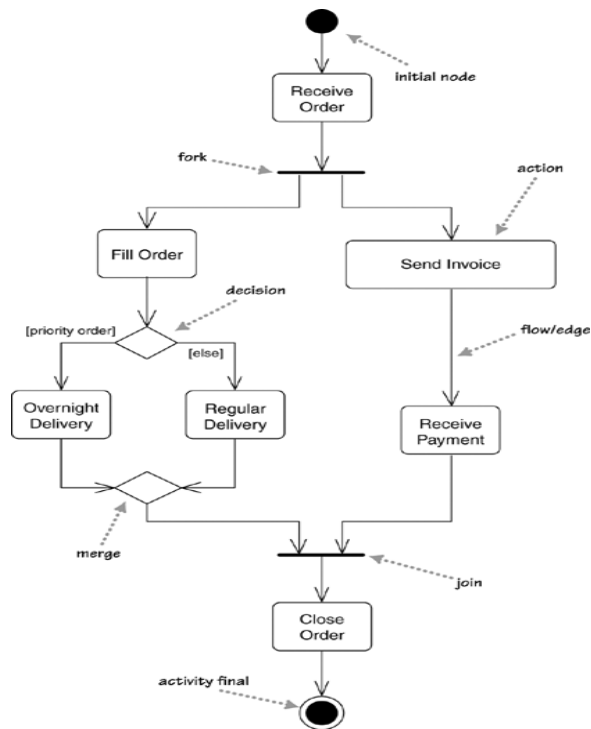 initial node
Receive
Order
fork
action
Fill Order
Send Invoice
decision
[priority order]
[else]
flow/edge
Overnight
Delivery
Regular
Delivery
Receive
Payment
merge
join
Close
Order
activity final